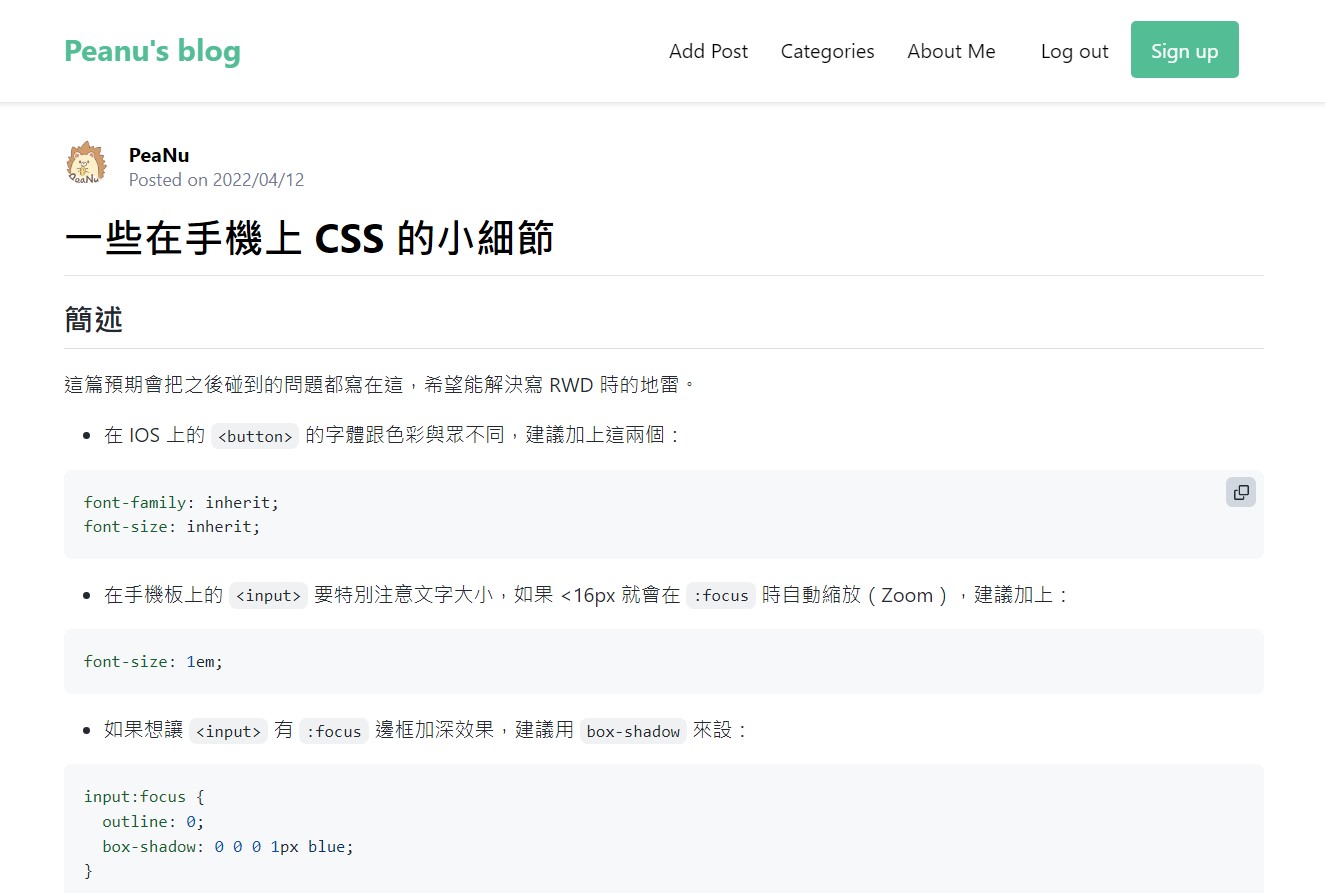 Peanu's blog
Add Post Categories About Me Log out Sign up
PeaNu
PeaNu
Posted on 2022/04/12
一些在手機上 CSS 的小細節
簡述
這篇預期會把之後碰到的問題都寫在這，希望能解決寫 RWD 時的地雷。
• 在 IOS 上的 <button> 的字體跟色彩與眾不同，建議加上這兩個：
font-family: inherit;
font-size: inherit;
• 在手機板上的 <input> 要特別注意文字大小，如果 <16px 就會在 :focus 時自動縮放（Zoom），建議加上：
font-size: 1em;
• 如果想讓 <input> 有 :focus 邊框加深效果，建議用 box-shadow 來設：
input:focus {
  outline: 0;
  box-shadow: 0 0 0 1px blue;
}